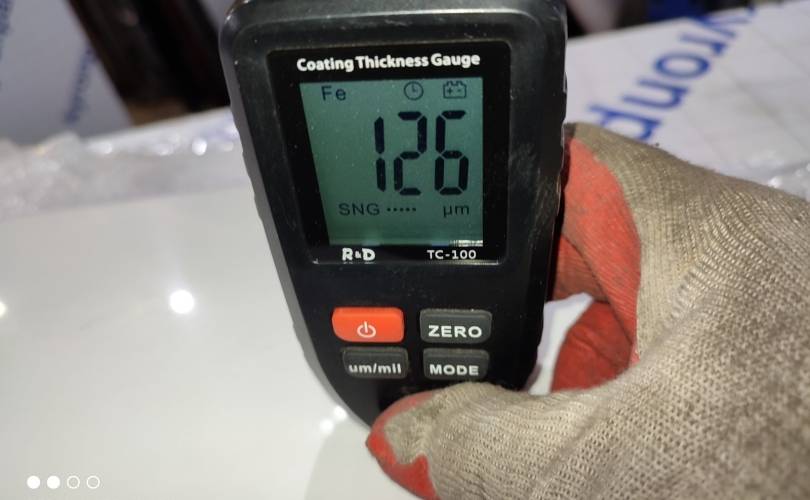 Coating Thickness Gauge
Fe
126
SNG ····· µm
R&D TC-100
ZERO
um/mil MODE